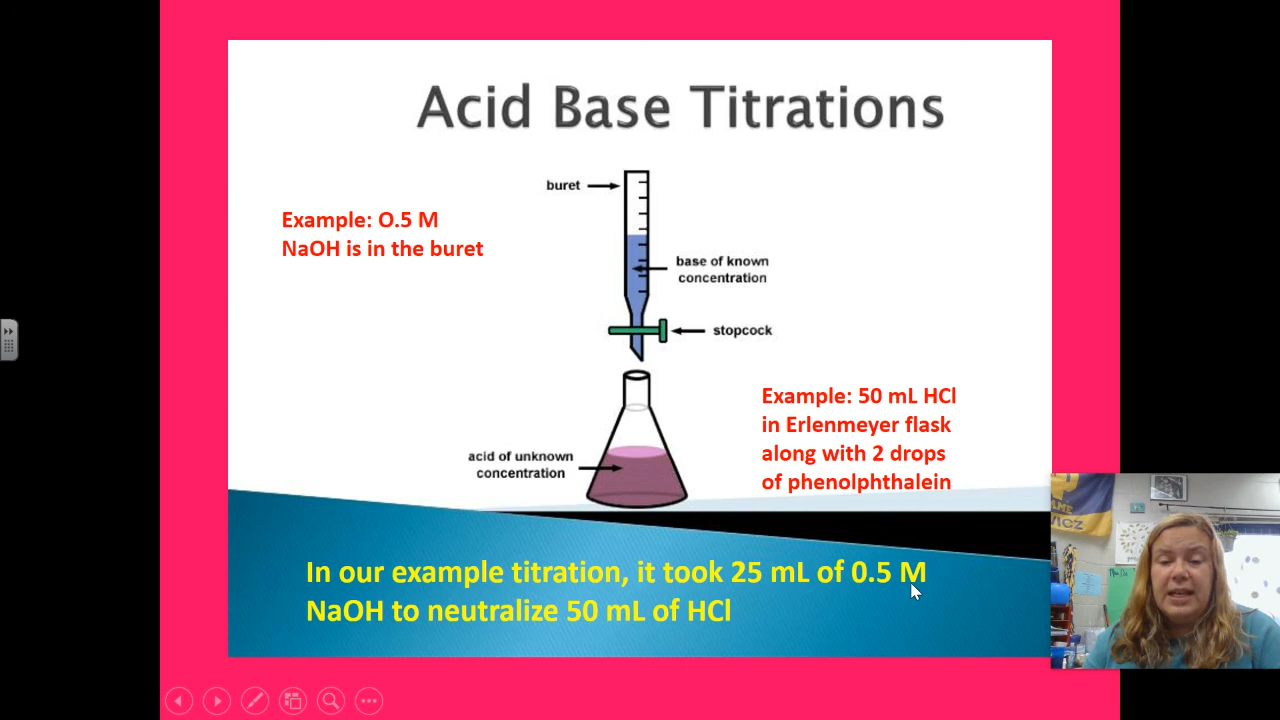 Acid Base Titrations
buret
Example: O.5 M
NaOH is in the buret
base of known
concentration
stopcock
Example: 50 mL HCl
in Erlenmeyer flask
along with 2 drops
of phenolphthalein
acid of unknown
concentration
In our example titration, it took 25 mL of 0.5 M
NaOH to neutralize 50 mL of HCl